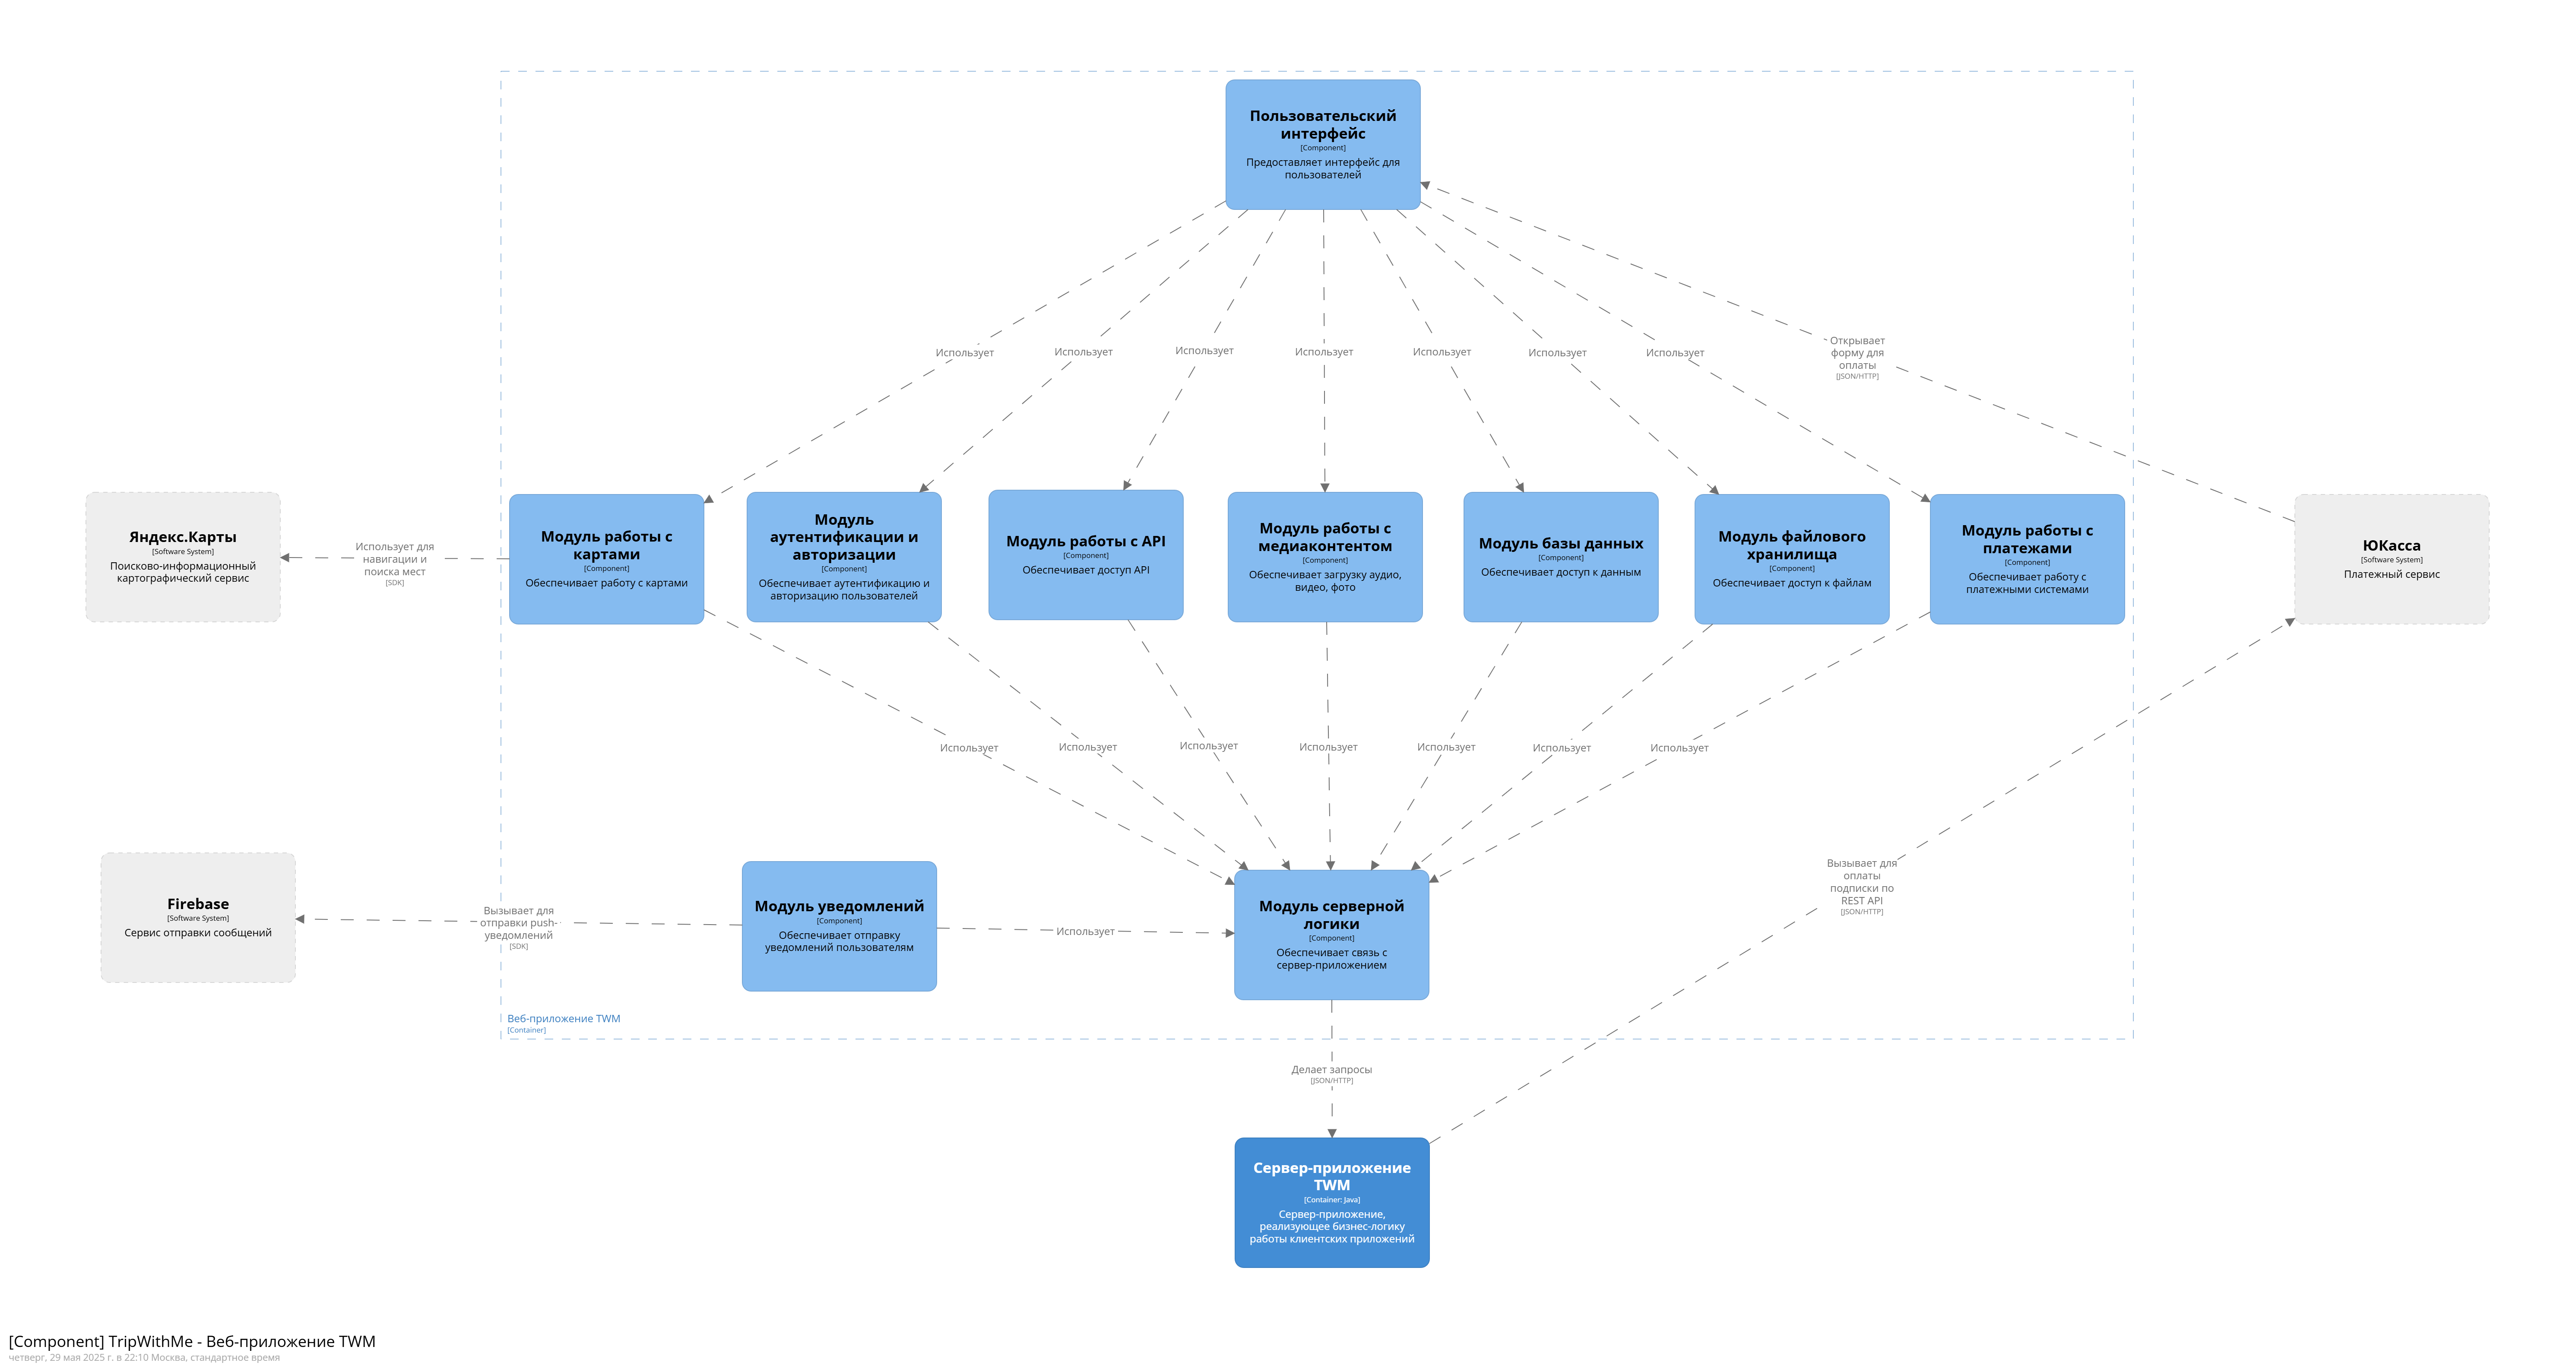 Пользовательский
интерфейс
[Component]
Предоставляет интерфейс для
пользователей
Использует
Использует
Использует
Использует
Использует
Использует
Использует
Открывает
форму для
оплаты
[JSON/HTTP]
Яндекс.Карты
[Software System]
Поисково-информационный
картографический сервис
Использует для
навигации и
поиска мест
[SDK]
Модуль работы с
картами
[Component]
Обеспечивает работу с картами
Модуль
аутентификации и
авторизации
[Component]
Обеспечивает аутентификацию и
авторизацию пользователей
Модуль работы с API
[Component]
Обеспечивает доступ API
Модуль работы с
медиаконтентом
[Component]
Обеспечивает загрузку аудио,
видео, фото
Модуль базы данных
[Component]
Обеспечивает доступ к данным
Модуль файлового
хранилища
[Component]
Обеспечивает доступ к файлам
Модуль работы с
платежами
[Component]
Обеспечивает работу с
платежными системами
ЮКасса
[Software System]
Платежный сервис
Использует
Использует
Использует
Использует
Использует
Использует
Использует
Firebase
[Software System]
Сервис отправки сообщений
Вызывает для
отправки push-
уведомлений
[SDK]
Модуль уведомлений
[Component]
Обеспечивает отправку
уведомлений пользователям
Использует
Модуль серверной
логики
[Component]
Обеспечивает связь с
сервер-приложением
Вызывает для
оплаты
подписки по
REST API
[JSON/HTTP]
Веб-приложение TWM
[Container]
Делает запросы
[JSON/HTTP]
Сервер-приложение
TWM
[Container: Java]
Сервер-приложение,
реализующее бизнес-логику
работы клиентских приложений
[Component] TripWithMe - Веб-приложение TWM
четверг, 29 мая 2025 г. в 22:10 Москва, стандартное время